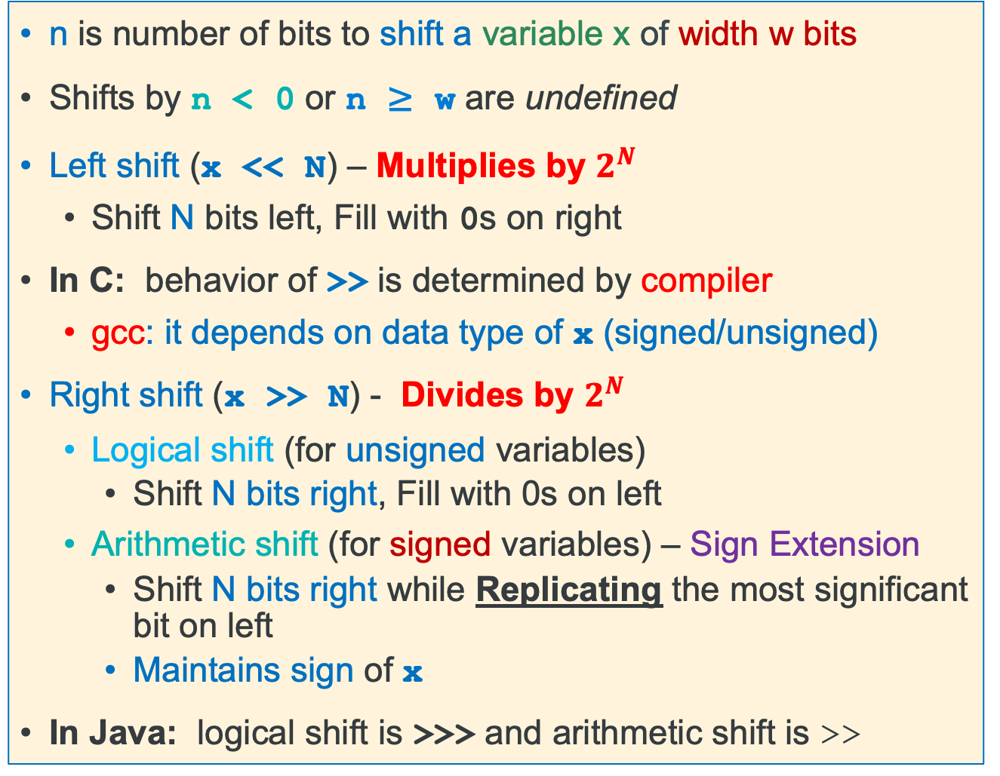 • n is number of bits to shift a variable x of width w bits
• Shifts by n < 0 or n ≥ w are undefined
• Left shift (x << N) – Multiplies by 2^N
• Shift N bits left, Fill with 0s on right
• In C: behavior of >> is determined by compiler
• gcc: it depends on data type of x (signed/unsigned)
• Right shift (x >> N) - Divides by 2^N
• Logical shift (for unsigned variables)
• Shift N bits right, Fill with 0s on left
• Arithmetic shift (for signed variables) – Sign Extension
• Shift N bits right while Replicating the most significant
bit on left
• Maintains sign of x
• In Java: logical shift is >>> and arithmetic shift is >>